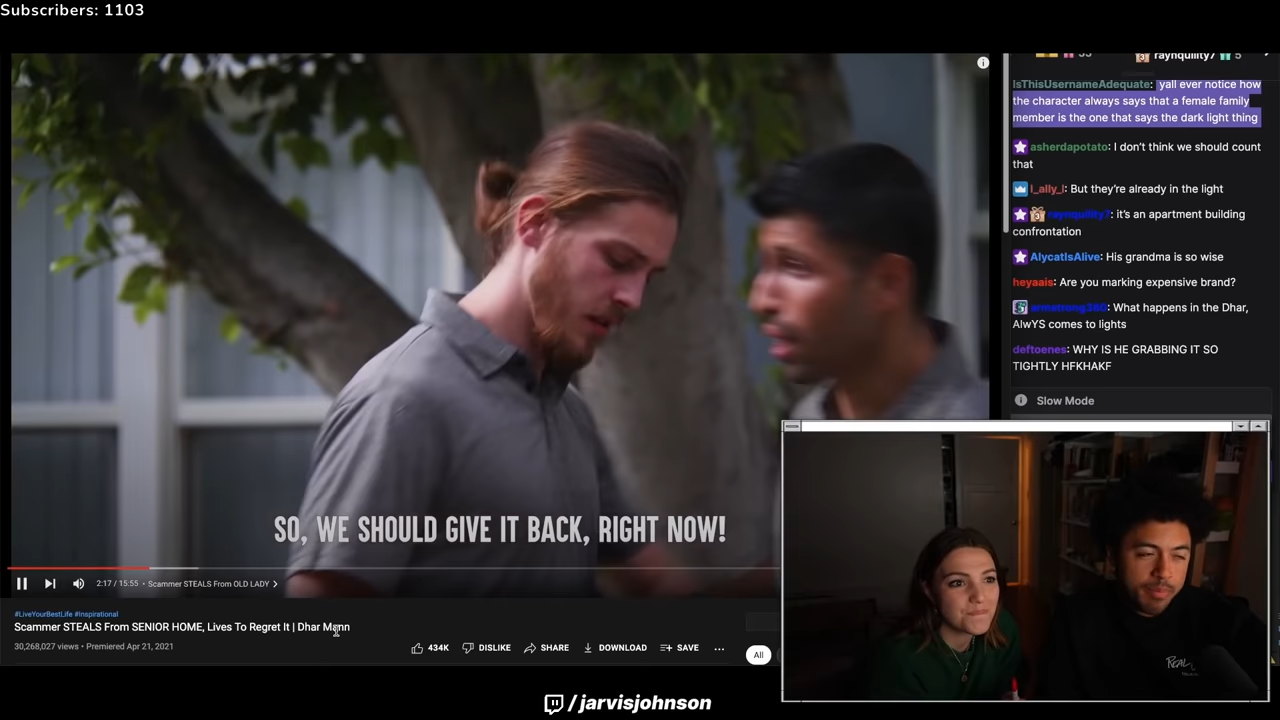 Subscribers: 1103
raynquility7 5
IsThisUsernameAdequate: yall ever notice how
the character always says that a female family
member is the one that says the dark light thing
asherdapotato: I don't think we should count
that
l_ally_l: But they're already in the light
raynquility7: it's an apartment building
confrontation
AlycatIsAlive: His grandma is so wise
heyaais: Are you marking expensive brand?
armstrong360: What happens in the Dhar,
AlwYS comes to lights
deftoenes: WHY IS HE GRABBING IT SO
TIGHTLY HFKHAKF
Slow Mode
SO, WE SHOULD GIVE IT BACK, RIGHT NOW!
2:17 / 15:55 • Scammer STEALS From OLD LADY
#LiveYourBestLife #Inspirational
Scammer STEALS From SENIOR HOME, Lives To Regret It | Dhar Mann
30,268,027 views • Premiered Apr 21, 2021
434K DISLIKE SHARE DOWNLOAD SAVE ...
All
/jarvisjohnson